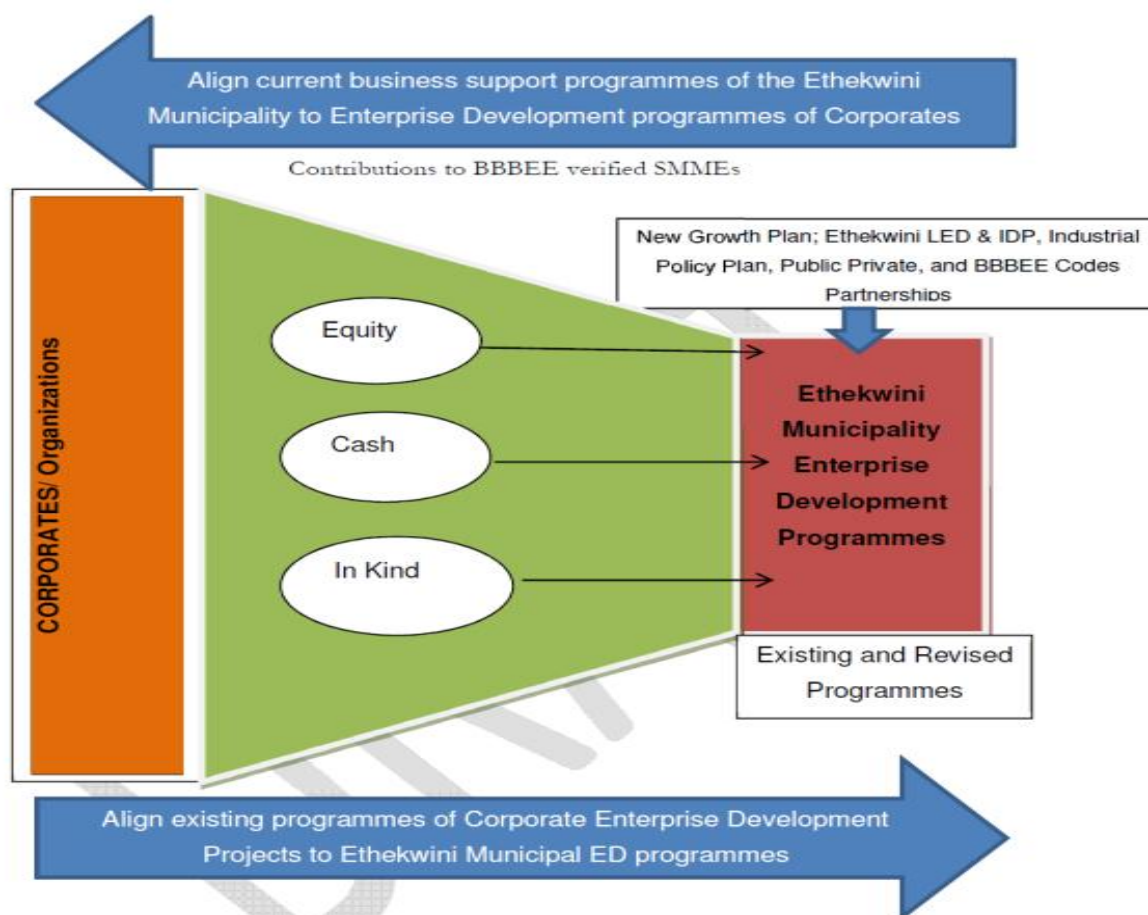 Align current business support programmes of the Ethekwini
Municipality to Enterprise Development programmes of Corporates
Contributions to BBBEE verified SMMEs
New Growth Plan; Ethekwini LED & IDP, Industrial
Policy Plan, Public Private, and BBBEE Codes
Partnerships
CORPORATES/ Organizations
Equity
Cash
In Kind
Ethekwini
Municipality
Enterprise
Development
Programmes
Existing and Revised
Programmes
Align existing programmes of Corporate Enterprise Development
Projects to Ethekwini Municipal ED programmes